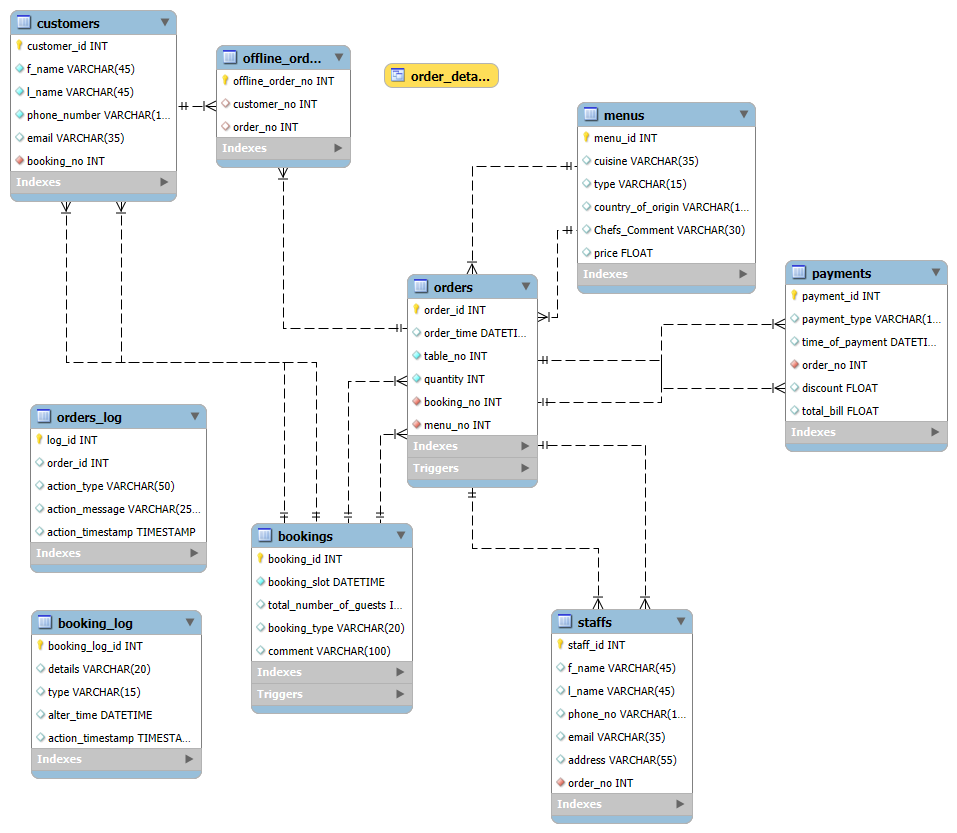 customers
customer_id INT
f_name VARCHAR(45)
l_name VARCHAR(45)
phone_number VARCHAR(1...
email VARCHAR(35)
booking_no INT
Indexes
offline_ord...
offline_order_no INT
customer_no INT
order_no INT
Indexes
order_deta...
menus
menu_id INT
cuisine VARCHAR(35)
type VARCHAR(15)
country_of_origin VARCHAR(1...
Chefs_Comment VARCHAR(30)
price FLOAT
Indexes
payments
payment_id INT
payment_type VARCHAR(1...
time_of_payment DATETI...
order_no INT
discount FLOAT
total_bill FLOAT
Indexes
orders
order_id INT
order_time DATETI...
table_no INT
quantity INT
booking_no INT
menu_no INT
Indexes
Triggers
orders_log
log_id INT
order_id INT
action_type VARCHAR(50)
action_message VARCHAR(25...
action_timestamp TIMESTAMP
Indexes
bookings
booking_id INT
booking_slot DATETIME
total_number_of_guests I...
booking_type VARCHAR(20)
comment VARCHAR(100)
Indexes
Triggers
booking_log
booking_log_id INT
details VARCHAR(20)
type VARCHAR(15)
alter_time DATETIME
action_timestamp TIMESTA...
Indexes
staffs
staff_id INT
f_name VARCHAR(45)
l_name VARCHAR(45)
phone_no VARCHAR(1...
email VARCHAR(35)
address VARCHAR(55)
order_no INT
Indexes